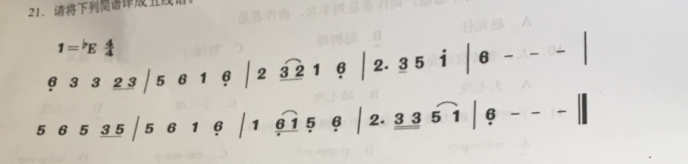 21. 请将下列简谱译成五线谱。
1=♭E 4/4
6̣ 3 3 2̲ 3̲ | 5 6 1 6̣ | 2 3̲ 2̲ 1 6̣ | 2· 3̲ 5 1̇ | 6 - - - |
5 6 5 3̲ 5̲ | 5 6 1 6̣ | 1 6̣̲ 1̲ 5̣ 6̣ | 2· 3̲ 3̲ 5 1 | 6̣ - - - ‖